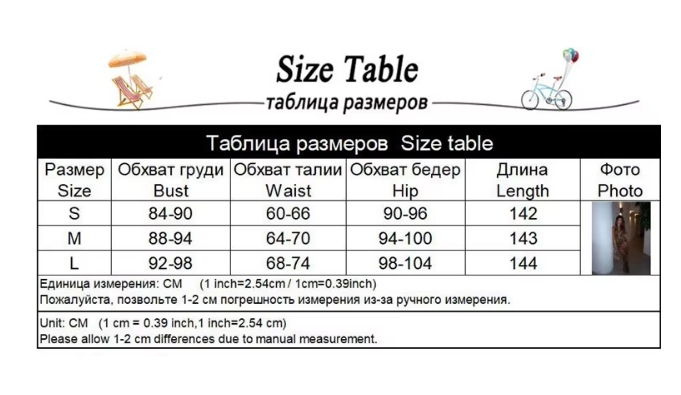 Size Table
таблица размеров
Таблица размеров Size table
Размер Обхват груди Обхват талии Обхват бедер Длина Фото
Size Bust Waist Hip Length Photo
S 84-90 60-66 90-96 142
M 88-94 64-70 94-100 143
L 92-98 68-74 98-104 144
Единица измерения: СМ (1 inch=2.54cm / 1cm=0.39inch)
Пожалуйста, позвольте 1-2 см погрешность измерения из-за ручного измерения.
Unit: CM (1 cm = 0.39 inch,1 inch=2.54 cm)
Please allow 1-2 cm differences due to manual measurement.